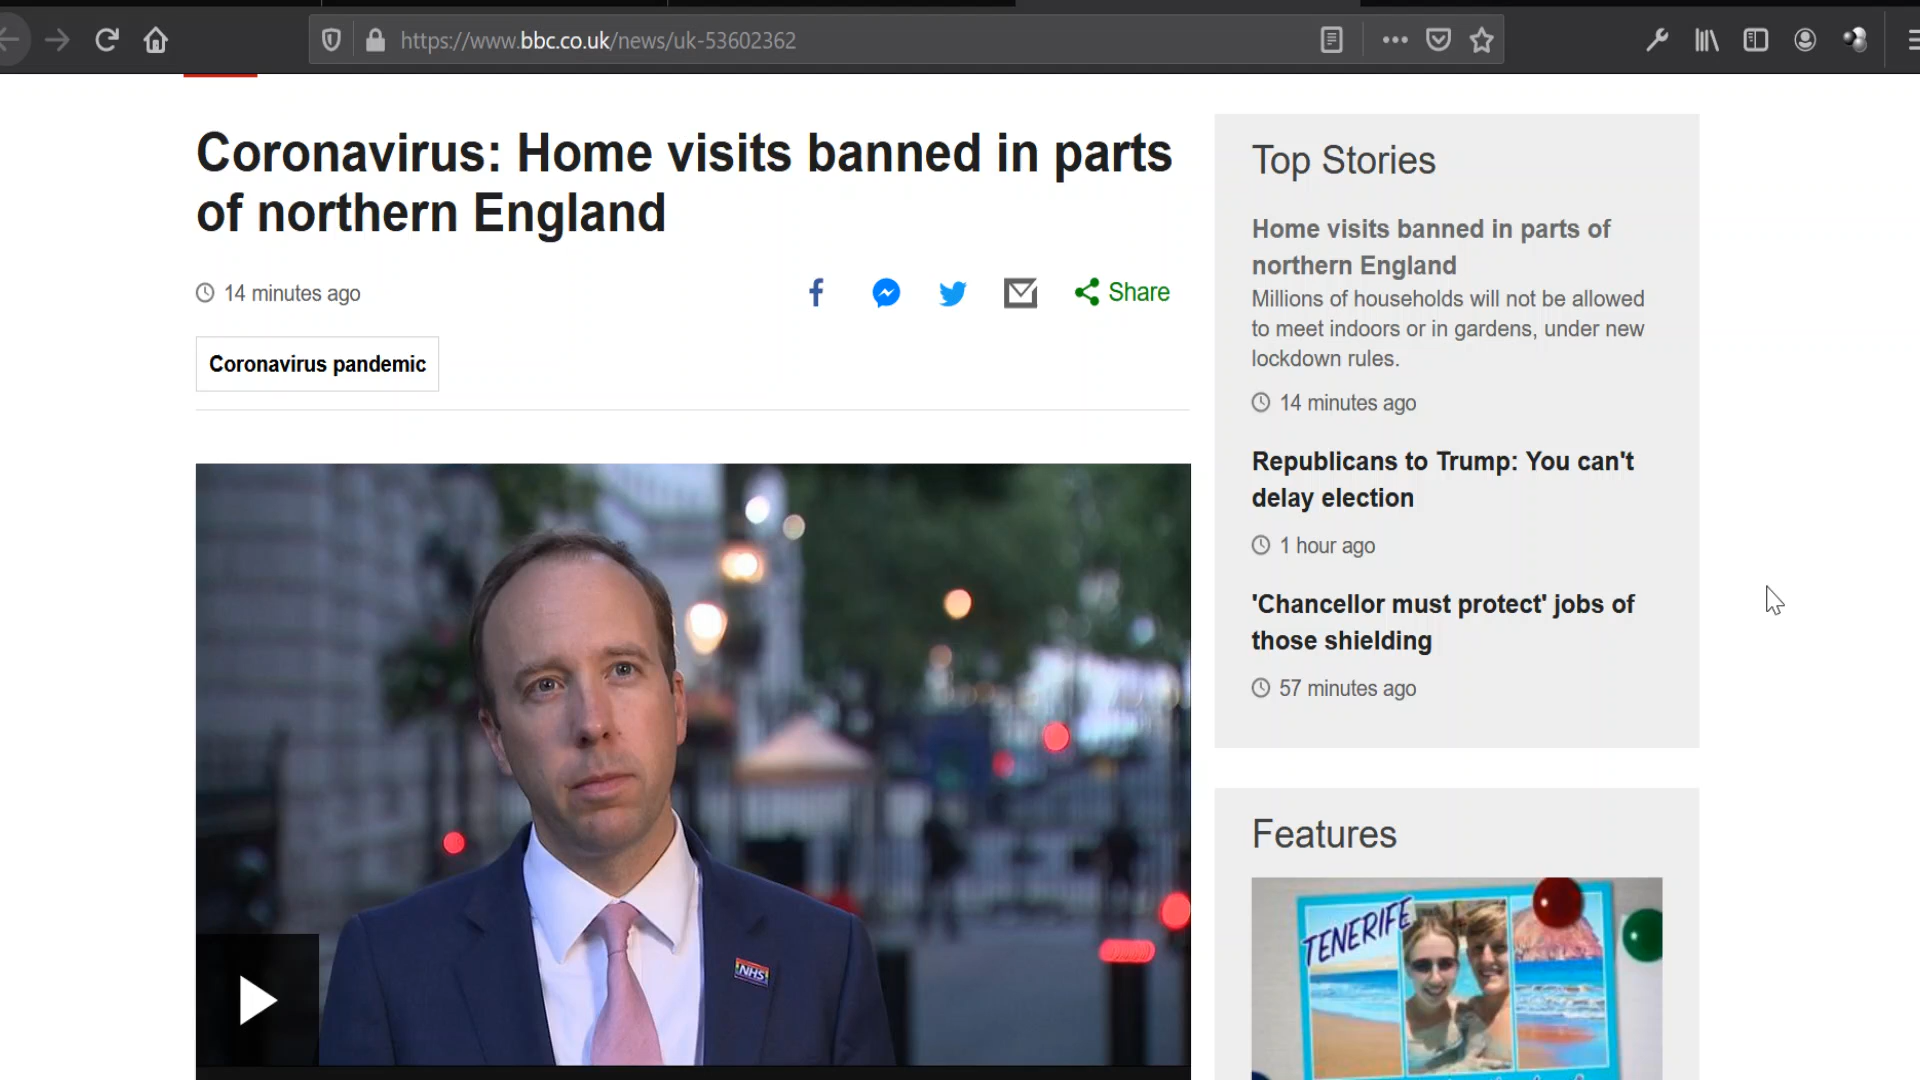 https://www.bbc.co.uk/news/uk-53602362
Coronavirus: Home visits banned in parts
of northern England
14 minutes ago
Share
Coronavirus pandemic
NHS
Top Stories
Home visits banned in parts of
northern England
Millions of households will not be allowed
to meet indoors or in gardens, under new
lockdown rules.
14 minutes ago
Republicans to Trump: You can't
delay election
1 hour ago
'Chancellor must protect' jobs of
those shielding
57 minutes ago
Features
TENERIFE